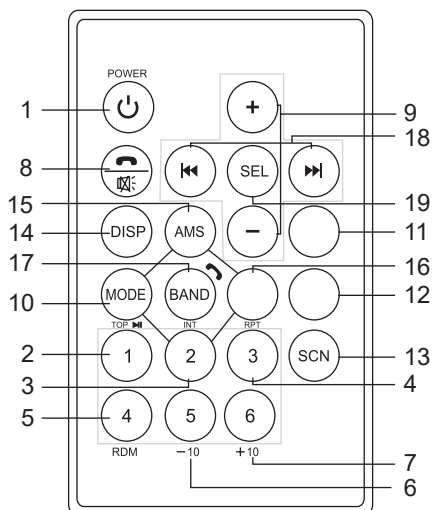 POWER
1
+
9
18
8
SEL
15
19
14
DISP
AMS
−
11
17
16
10
MODE
BAND
12
TOP ⏯
INT
RPT
2
1
2
3
SCN
13
3
4
5
4
5
6
RDM
−10
+10
7
6